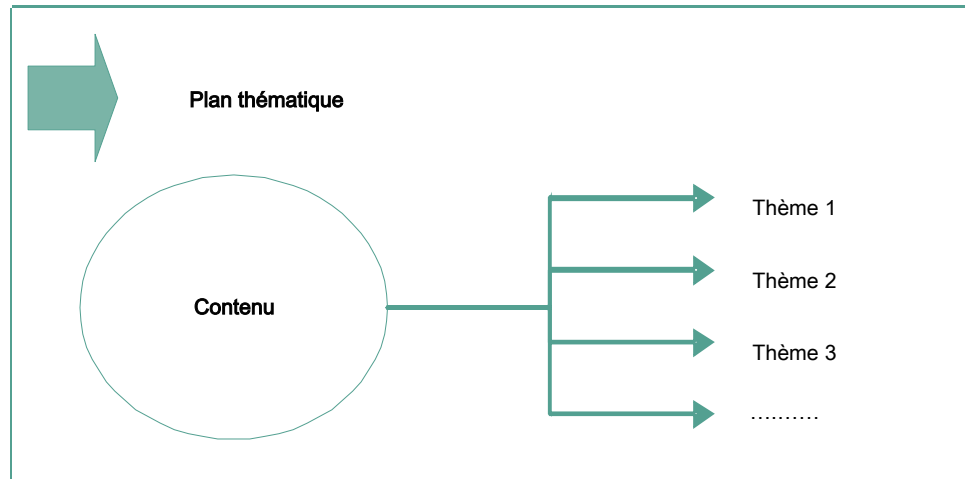 Plan thématique
Thème 1
Contenu
Thème 2
Thème 3
..........